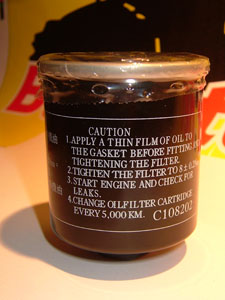 CAUTION
1.APPLY A THIN FILM OF OIL TO
THE GASKET BEFORE FITTING
TIGHTENING THE FILTER.
2.TIGHTEN THE FILTER TO 8±
3.START ENGINE AND CHECK FOR
LEAKS.
4.CHANGE OILFILTER CARTRIDGE
EVERY 5,000 KM.
C108202